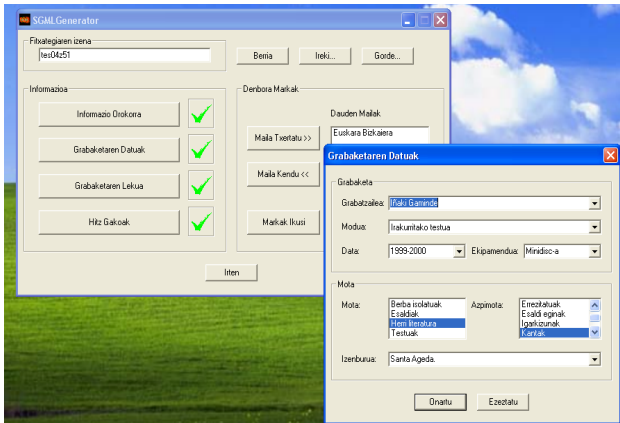 SGMLGenerator
Fitxategiaren izena
tes04z51
Berria
Ireki...
Gorde...
Informazioa
Informazio Orokorra
Grabaketaren Datuak
Grabaketaren Lekua
Hitz Gakoak
Denbora Markak
Dauden Mailak
Maila Txertatu >>
Euskara Bizkaiera
Maila Kendu <<
Markak Ikusi
Irten
Grabaketaren Datuak
Grabaketa
Grabatzailea: Iñaki Gaminde
Modua: Irakurritako testua
Data: 1999-2000 Ekipamendua: Minidisc-a
Mota
Mota:
Berba isolatuak
Esaldiak
Herri literatura
Testuak
Azpimota:
Errezitatuak
Esaldi eginak
Igarkizunak
Kantak
Izenburua: Santa Ageda.
Onartu
Ezeztatu